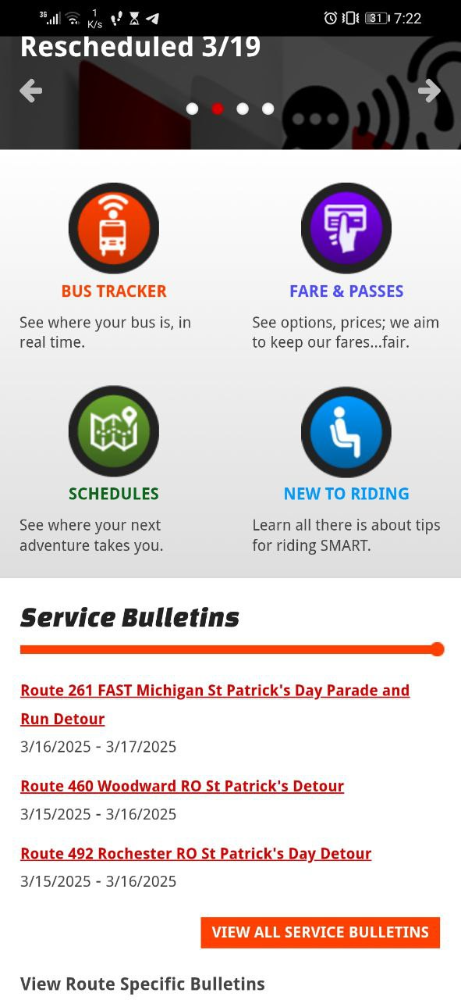 3G 1 K/s 31 7:22
Rescheduled 3/19
BUS TRACKER
See where your bus is, in
real time.
FARE & PASSES
See options, prices; we aim
to keep our fares...fair.
SCHEDULES
See where your next
adventure takes you.
NEW TO RIDING
Learn all there is about tips
for riding SMART.
Service Bulletins
Route 261 FAST Michigan St Patrick's Day Parade and
Run Detour
3/16/2025 - 3/17/2025
Route 460 Woodward RO St Patrick's Detour
3/15/2025 - 3/16/2025
Route 492 Rochester RO St Patrick's Day Detour
3/15/2025 - 3/16/2025
VIEW ALL SERVICE BULLETINS
View Route Specific Bulletins